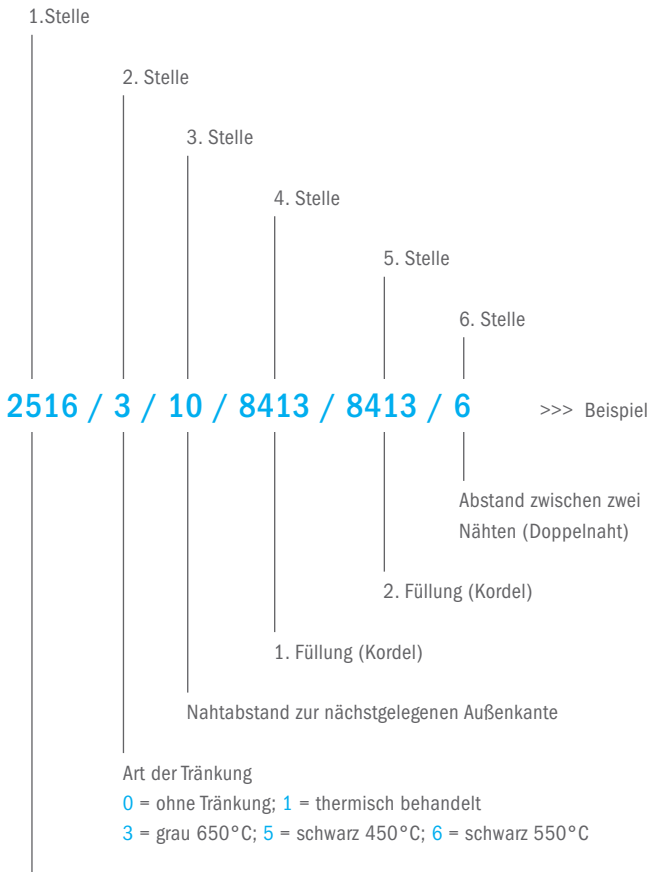 1.Stelle
2. Stelle
3. Stelle
4. Stelle
5. Stelle
6. Stelle
2516 / 3 / 10 / 8413 / 8413 / 6 >>> Beispiel
Abstand zwischen zwei
Nähten (Doppelnaht)
2. Füllung (Kordel)
1. Füllung (Kordel)
Nahtabstand zur nächstgelegenen Außenkante
Art der Tränkung
0 = ohne Tränkung; 1 = thermisch behandelt
3 = grau 650°C; 5 = schwarz 450°C; 6 = schwarz 550°C